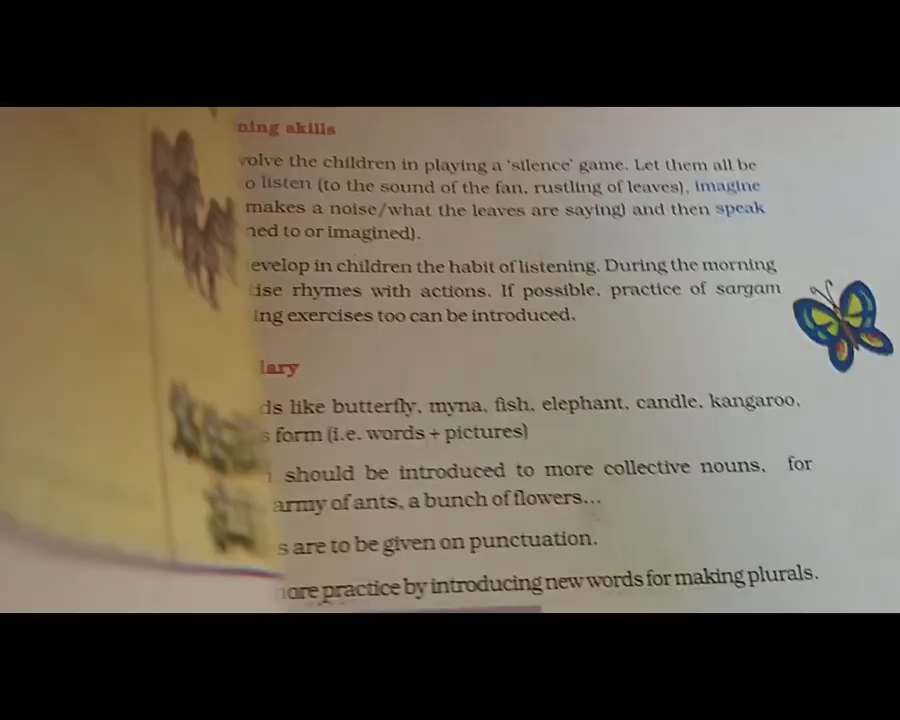 ning skills
volve the children in playing a 'silence' game. Let them all be
o listen (to the sound of the fan, rustling of leaves), imagine
makes a noise/what the leaves are saying) and then speak
ned to or imagined).
evelop in children the habit of listening. During the morning
ise rhymes with actions. If possible, practice of sargam
ing exercises too can be introduced.
lary
ds like butterfly, myna, fish, elephant, candle, kangaroo,
s form (i.e. words + pictures)
should be introduced to more collective nouns, for
army of ants, a bunch of flowers...
s are to be given on punctuation.
ore practice by introducing new words for making plurals.